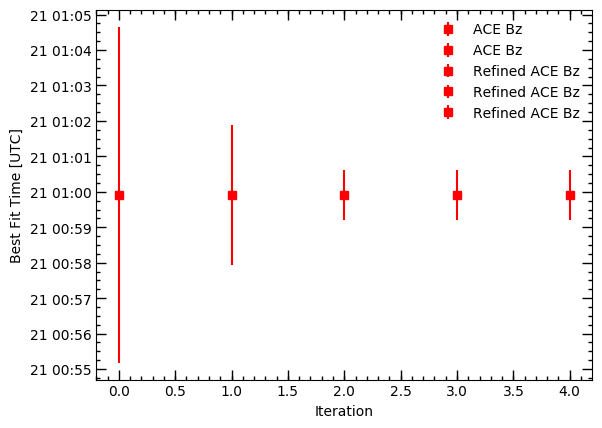 21 01:05
21 01:04
21 01:03
21 01:02
21 01:01
21 01:00
21 00:59
21 00:58
21 00:57
21 00:56
21 00:55
Best Fit Time [UTC]
ACE Bz
ACE Bz
Refined ACE Bz
Refined ACE Bz
Refined ACE Bz
0.0 0.5 1.0 1.5 2.0 2.5 3.0 3.5 4.0
Iteration